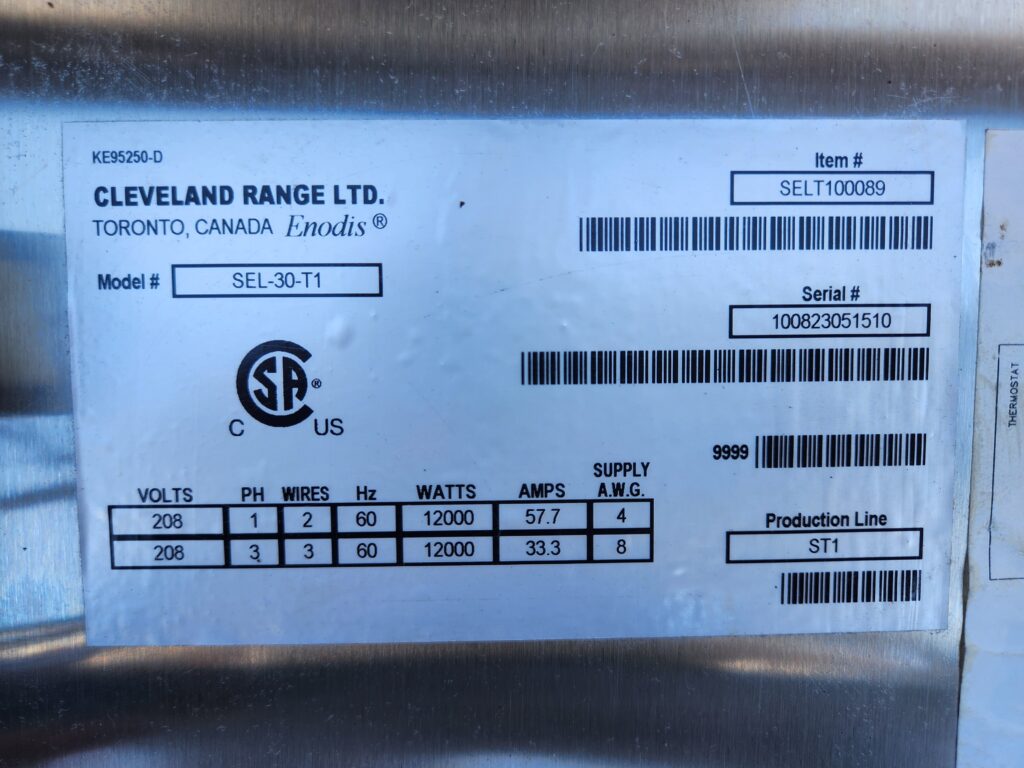 KE95250-D
CLEVELAND RANGE LTD.
TORONTO, CANADA Enodis®
Model # SEL-30-T1
Item #
SELT100089
Serial #
100823051510
CSA®
C US
9999
VOLTS PH WIRES Hz WATTS AMPS SUPPLY A.W.G.
208 1 2 60 12000 57.7 4
208 3 3 60 12000 33.3 8
Production Line
ST1
THERMOSTAT